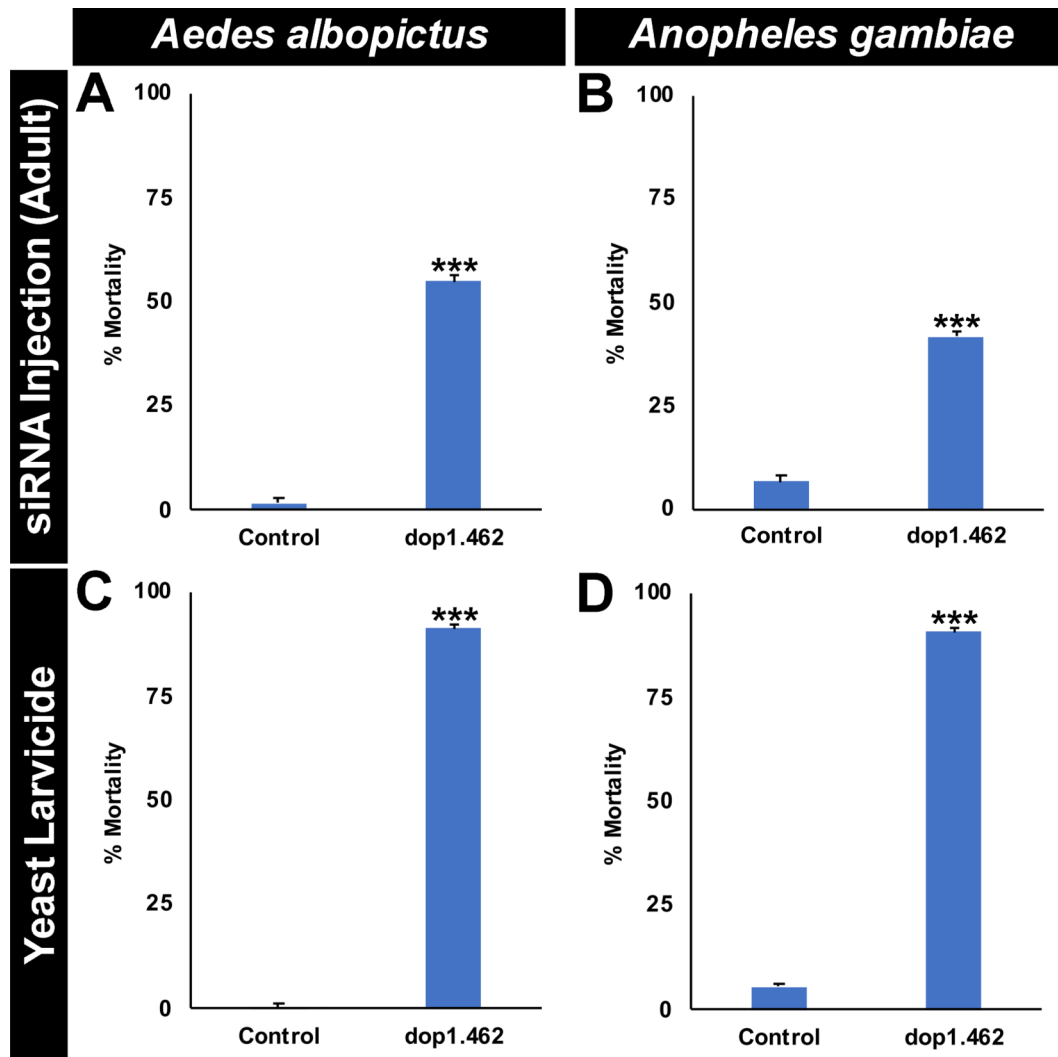 Aedes albopictus
Anopheles gambiae
siRNA Injection (Adult)
A
100
75
50
25
0
% Mortality
***
Control
dop1.462
B
100
75
50
25
0
% Mortality
***
Control
dop1.462
Yeast Larvicide
C
100
75
50
25
0
% Mortality
***
Control
dop1.462
D
100
75
50
25
0
% Mortality
***
Control
dop1.462